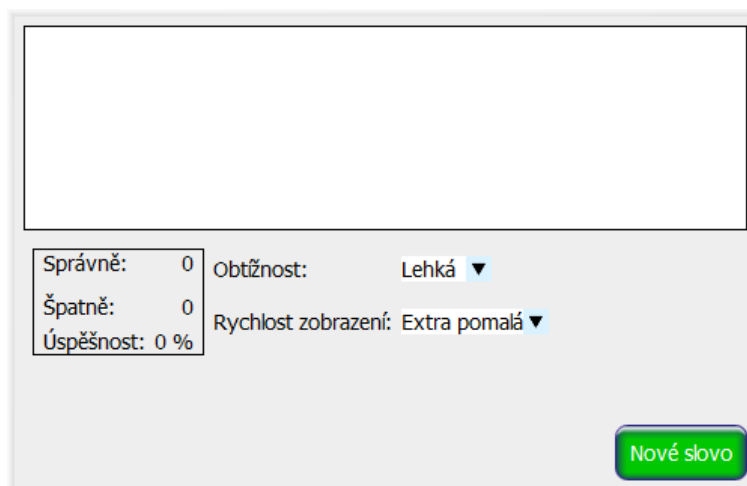 Správně: 0
Špatně: 0
Úspěšnost: 0 %
Obtížnost: Lehká ▼
Rychlost zobrazení: Extra pomalá ▼
Nové slovo